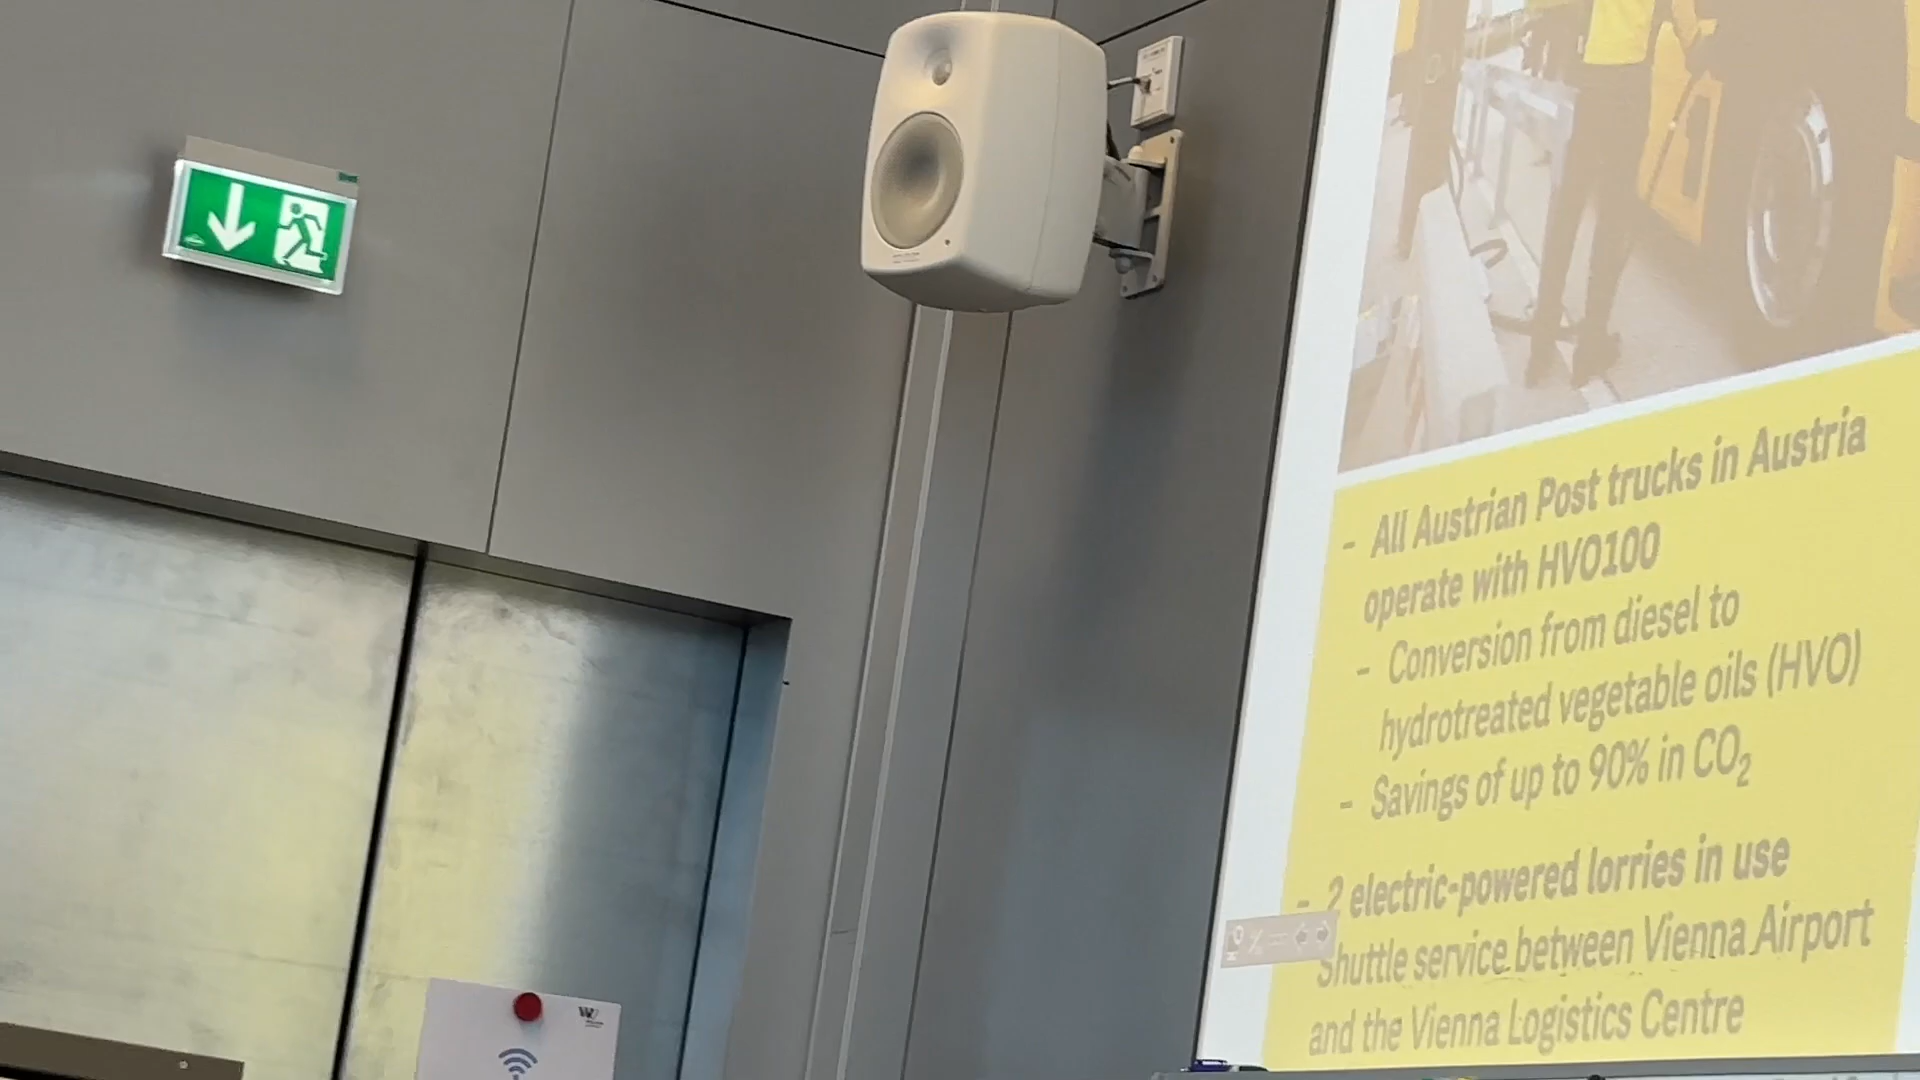 - All Austrian Post trucks in Austria
operate with HVO100
- Conversion from diesel to
hydrotreated vegetable oils (HVO)
- Savings of up to 90% in CO₂
- 2 electric-powered lorries in use
Shuttle service between Vienna Airport
and the Vienna Logistics Centre